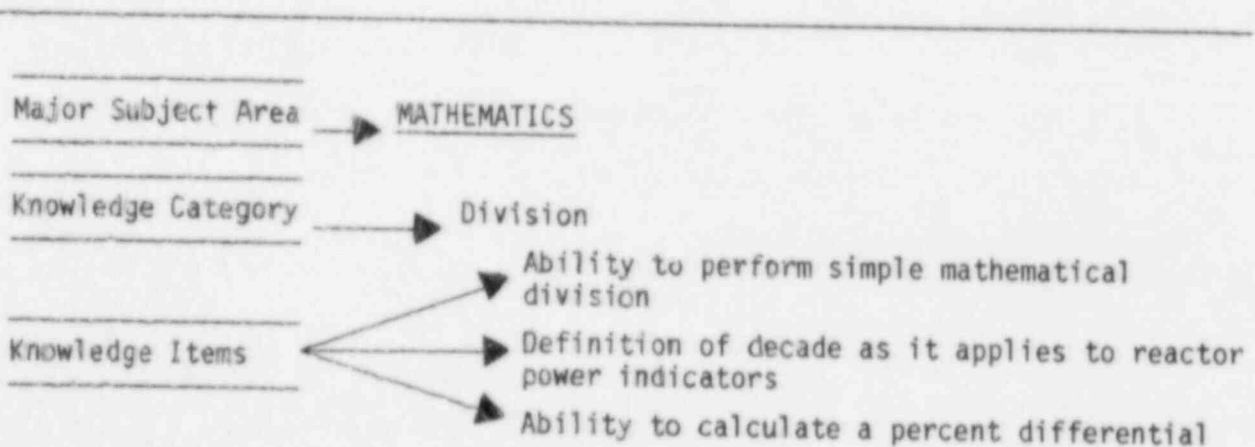 Major Subject Area
MATHEMATICS
Knowledge Category
Division
Ability to perform simple mathematical
division
Knowledge Items
Definition of decade as it applies to reactor
power indicators
Ability to calculate a percent differential